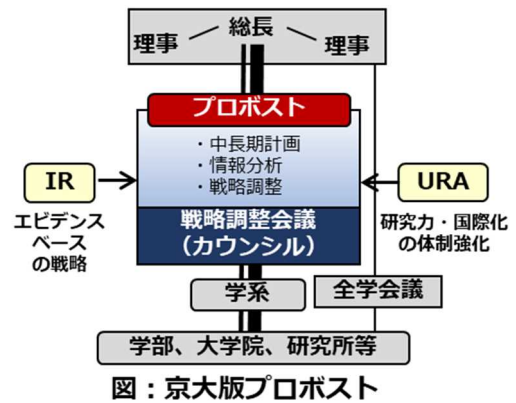 総長
理事 理事
プロボスト
・中長期計画
・情報分析
・戦略調整
IR
エビデンス
ベース
の戦略
URA
研究力・国際化
の体制強化
戦略調整会議
（カウンシル）
学系
全学会議
学部、大学院、研究所等
図：京大版プロボスト